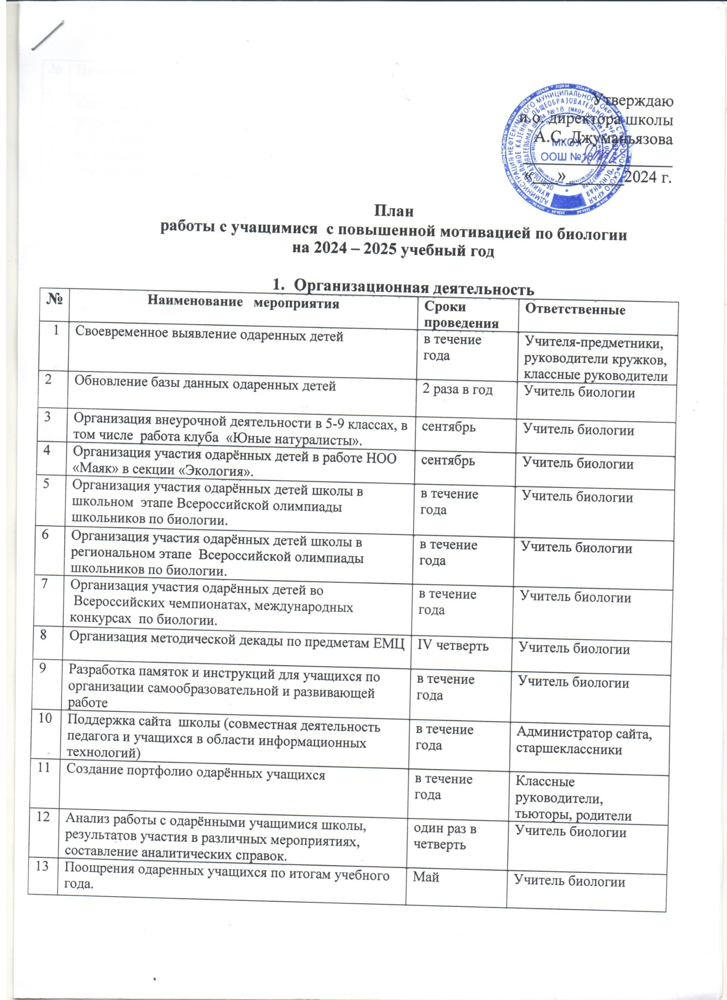 Утверждаю
и.о. директора школы
А.С. Джуманьязова
«___»_______2024 г.
МКОУ
ООШ №18
План
работы с учащимися с повышенной мотивацией по биологии
на 2024 – 2025 учебный год
1. Организационная деятельность
№ Наименование мероприятия Сроки проведения Ответственные
1 Своевременное выявление одаренных детей в течение года Учителя-предметники, руководители кружков, классные руководители
2 Обновление базы данных одаренных детей 2 раза в год Учитель биологии
3 Организация внеурочной деятельности в 5-9 классах, в том числе работа клуба «Юные натуралисты». сентябрь Учитель биологии
4 Организация участия одарённых детей в работе НОО «Маяк» в секции «Экология». сентябрь Учитель биологии
5 Организация участия одарённых детей школы в школьном этапе Всероссийской олимпиады школьников по биологии. в течение года Учитель биологии
6 Организация участия одарённых детей школы в региональном этапе Всероссийской олимпиады школьников по биологии. в течение года Учитель биологии
7 Организация участия одарённых детей во Всероссийских чемпионатах, международных конкурсах по биологии. в течение года Учитель биологии
8 Организация методической декады по предметам ЕМЦ IV четверть Учитель биологии
9 Разработка памяток и инструкций для учащихся по организации самообразовательной и развивающей работе в течение года Учитель биологии
10 Поддержка сайта школы (совместная деятельность педагога и учащихся в области информационных технологий) в течение года Администратор сайта, старшеклассники
11 Создание портфолио одарённых учащихся в течение года Классные руководители, тьюторы, родители
12 Анализ работы с одарёнными учащимися школы, результатов участия в различных мероприятиях, составление аналитических справок. один раз в четверть Учитель биологии
13 Поощрения одаренных учащихся по итогам учебного года. Май Учитель биологии